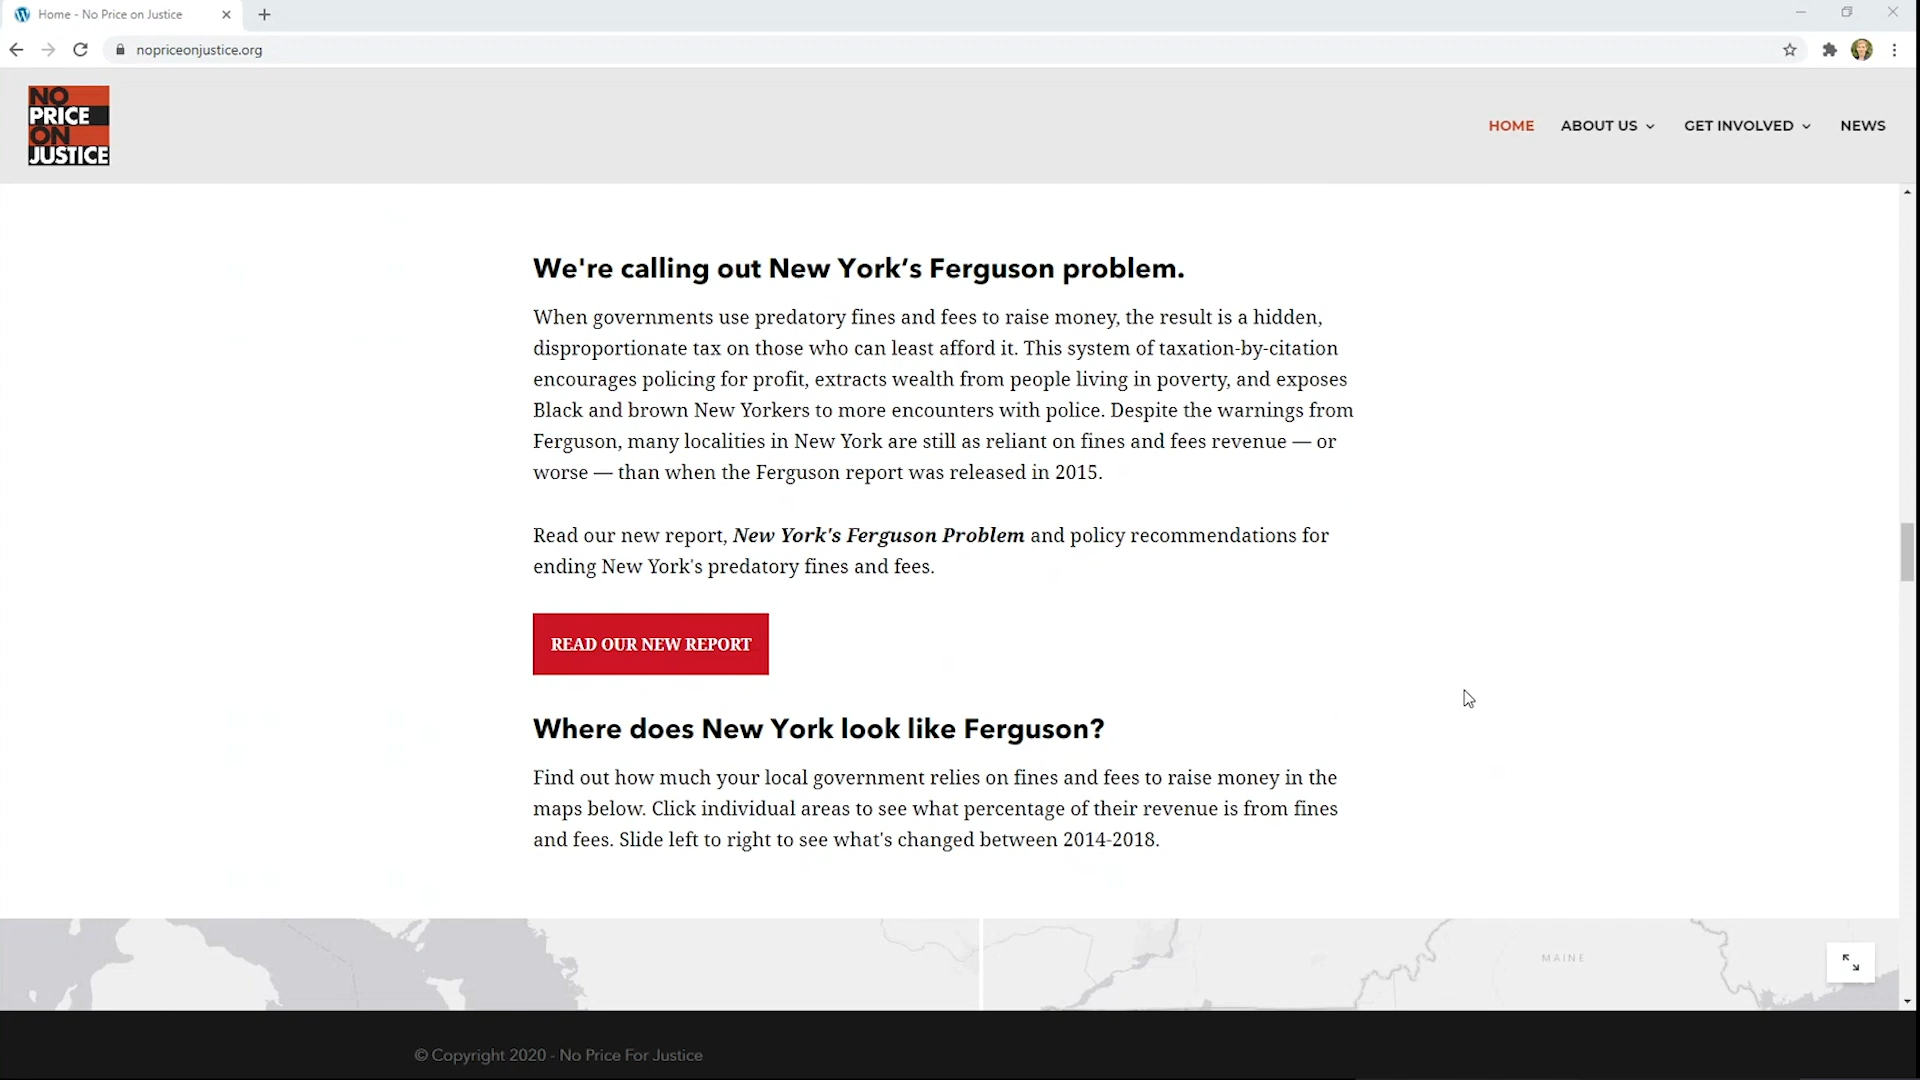 Home - No Price on Justice
nopriceonjustice.org
NO
PRICE
ON
JUSTICE
HOME
ABOUT US
GET INVOLVED
NEWS
We're calling out New York’s Ferguson problem.
When governments use predatory fines and fees to raise money, the result is a hidden,
disproportionate tax on those who can least afford it. This system of taxation-by-citation
encourages policing for profit, extracts wealth from people living in poverty, and exposes
Black and brown New Yorkers to more encounters with police. Despite the warnings from
Ferguson, many localities in New York are still as reliant on fines and fees revenue — or
worse — than when the Ferguson report was released in 2015.
Read our new report, New York's Ferguson Problem and policy recommendations for
ending New York's predatory fines and fees.
READ OUR NEW REPORT
Where does New York look like Ferguson?
Find out how much your local government relies on fines and fees to raise money in the
maps below. Click individual areas to see what percentage of their revenue is from fines
and fees. Slide left to right to see what's changed between 2014-2018.
MAINE
© Copyright 2020 - No Price For Justice